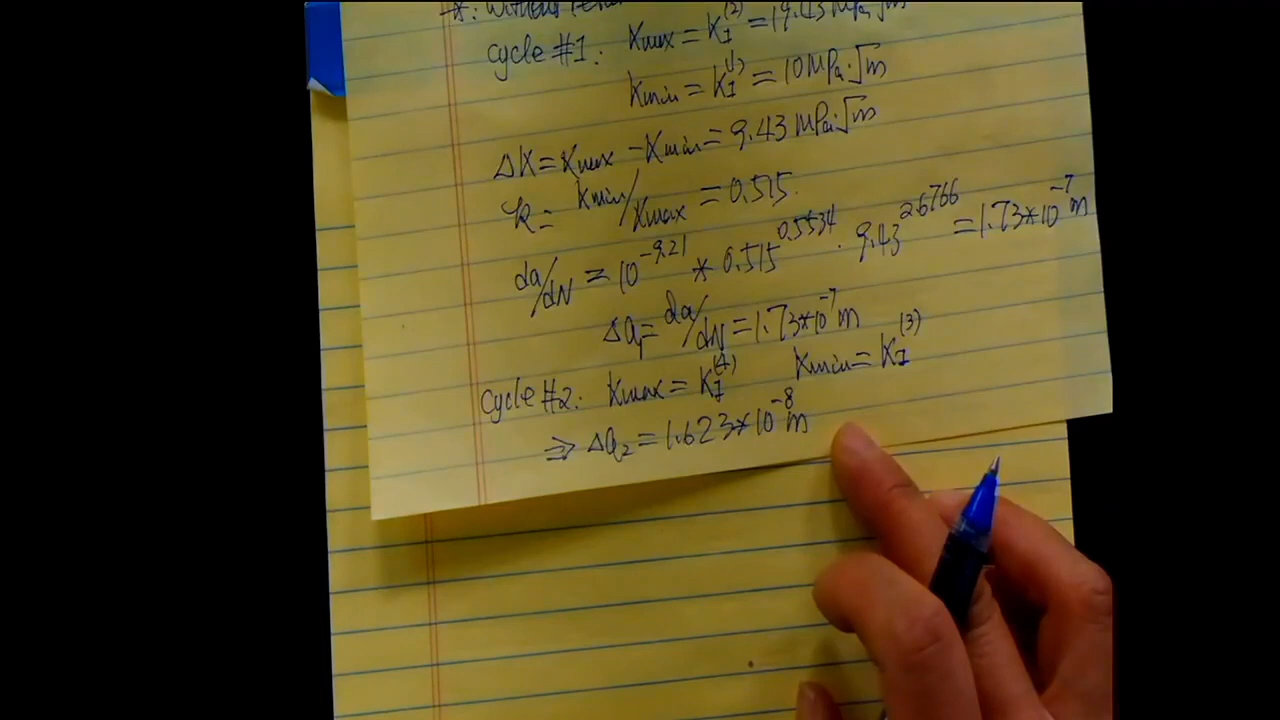 *: Without
cycle #1: Kmax = K_I^(2) = 19.43 MPa√m
Kmin = K_I^(1) = 10 MPa·√m
ΔK = Kmax - Kmin = 9.43 MPa·√m
R = Kmin/Kmax = 0.515
da/dN = 10^-9.21 * 0.515^0.5534 · 9.43^2.6766 = 1.73*10^-7 m
Δa_1 = da/dN = 1.73*10^-7 m
Cycle #2: Kmax = K_I^(4) Kmin = K_I^(3)
⇒ Δa_2 = 1.623*10^-8 m